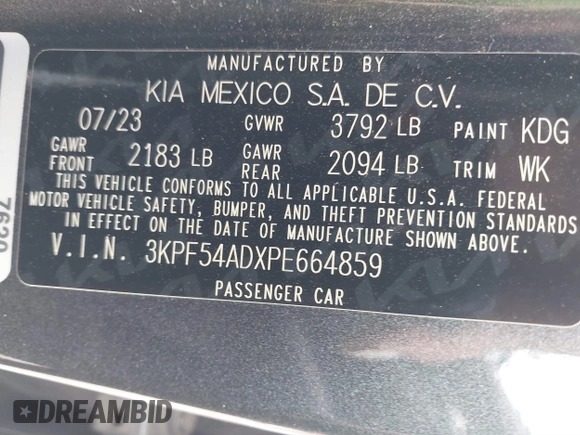 MANUFACTURED BY
KIA MEXICO S.A. DE C.V.
07/23 GVWR 3792 LB PAINT KDG
GAWR FRONT 2183 LB GAWR REAR 2094 LB TRIM WK
THIS VEHICLE CONFORMS TO ALL APPLICABLE U.S.A. FEDERAL
MOTOR VEHICLE SAFETY, BUMPER, AND THEFT PREVENTION STANDARDS
IN EFFECT ON THE DATE OF MANUFACTURE SHOWN ABOVE.
V.I.N. 3KPF54ADXPE664859
PASSENGER CAR
7620
DREAMBID